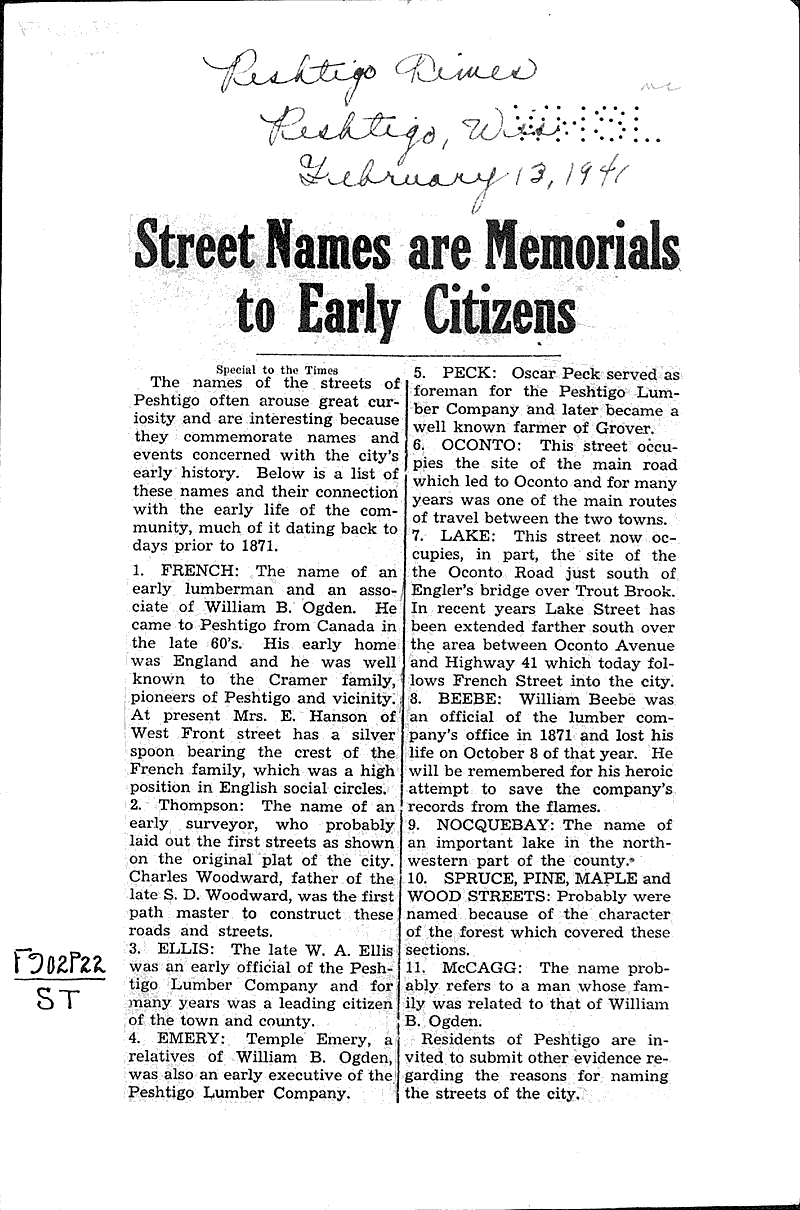 Peshtigo Times
Peshtigo, Wis.
February 13, 1941
Street Names are Memorials
to Early Citizens
Special to the Times
The names of the streets of
Peshtigo often arouse great cur-
iosity and are interesting because
they commemorate names and
events concerned with the city's
early history. Below is a list of
these names and their connection
with the early life of the com-
munity, much of it dating back to
days prior to 1871.
1. FRENCH: The name of an
early lumberman and an asso-
ciate of William B. Ogden. He
came to Peshtigo from Canada in
the late 60's. His early home
was England and he was well
known to the Cramer family,
pioneers of Peshtigo and vicinity.
At present Mrs. E. Hanson of
West Front street has a silver
spoon bearing the crest of the
French family, which was a high
position in English social circles.
2. Thompson: The name of an
early surveyor, who probably
laid out the first streets as shown
on the original plat of the city.
Charles Woodward, father of the
late S. D. Woodward, was the first
path master to construct these
roads and streets.
3. ELLIS: The late W. A. Ellis
was an early official of the Pesh-
tigo Lumber Company and for
many years was a leading citizen
of the town and county.
4. EMERY: Temple Emery, a
relatives of William B. Ogden,
was also an early executive of the
Peshtigo Lumber Company.
5. PECK: Oscar Peck served as
foreman for the Peshtigo Lum-
ber Company and later became a
well known farmer of Grover.
6. OCONTO: This street occu-
pies the site of the main road
which led to Oconto and for many
years was one of the main routes
of travel between the two towns.
7. LAKE: This street now oc-
cupies, in part, the site of the
the Oconto Road just south of
Engler's bridge over Trout Brook.
In recent years Lake Street has
been extended farther south over
the area between Oconto Avenue
and Highway 41 which today fol-
lows French Street into the city.
8. BEEBE: William Beebe was
an official of the lumber com-
pany's office in 1871 and lost his
life on October 8 of that year. He
will be remembered for his heroic
attempt to save the company's
records from the flames.
9. NOCQUEBAY: The name of
an important lake in the north-
western part of the county.
10. SPRUCE, PINE, MAPLE and
WOOD STREETS: Probably were
named because of the character
of the forest which covered these
sections.
11. McCAGG: The name prob-
ably refers to a man whose fam-
ily was related to that of William
B. Ogden.
Residents of Peshtigo are in-
vited to submit other evidence re-
garding the reasons for naming
the streets of the city.
F902P22
ST